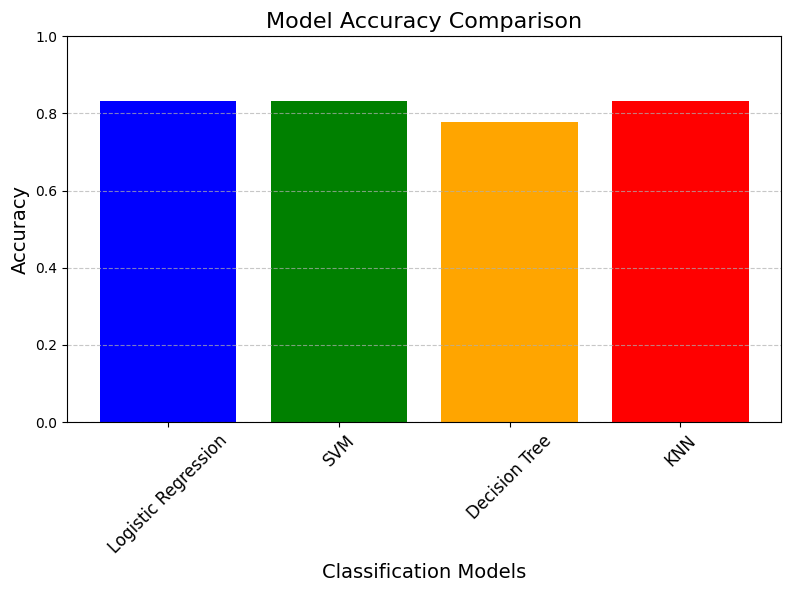 Model Accuracy Comparison
1.0
0.8
0.6
0.4
0.2
0.0
Accuracy
Logistic Regression
SVM
Decision Tree
KNN
Classification Models